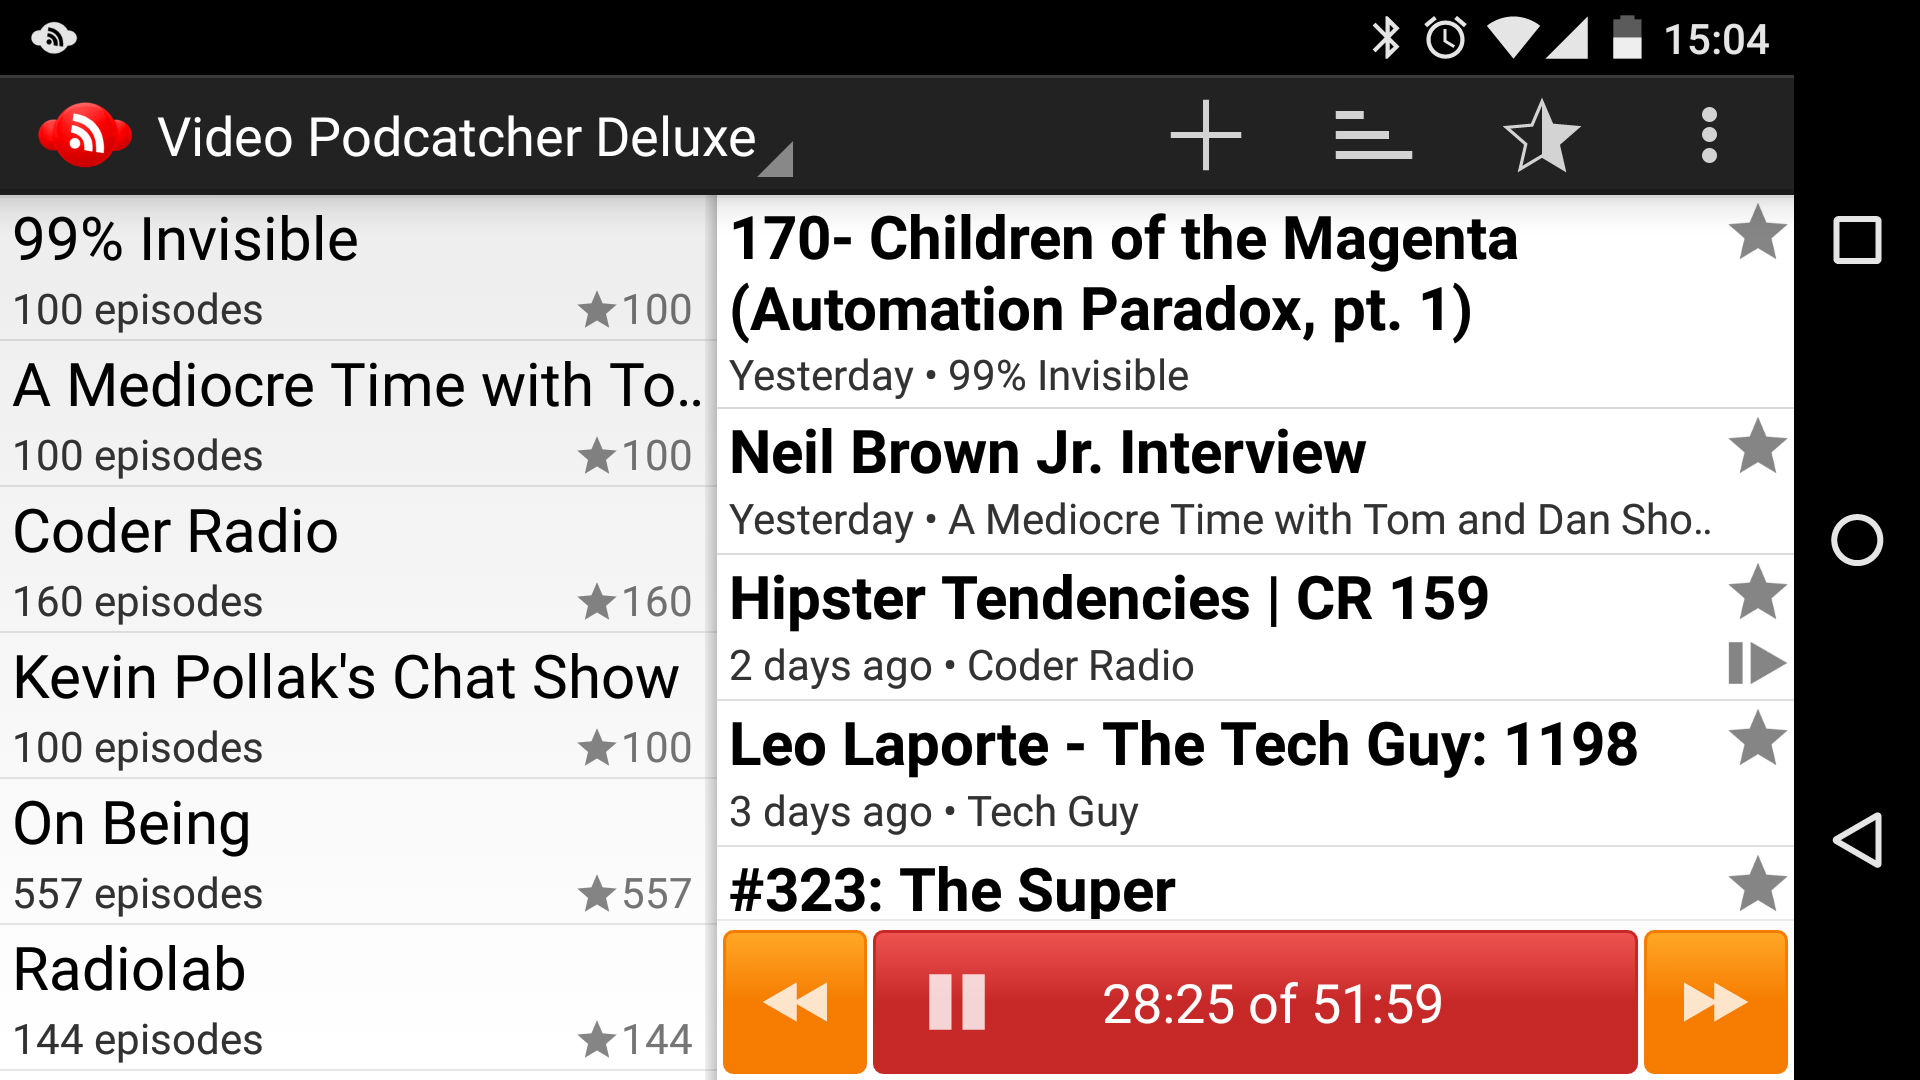 15:04
Video Podcatcher Deluxe
99% Invisible
100 episodes
100
A Mediocre Time with To..
100 episodes
100
Coder Radio
160 episodes
160
Kevin Pollak's Chat Show
100 episodes
100
On Being
557 episodes
557
Radiolab
144 episodes
144
170- Children of the Magenta
(Automation Paradox, pt. 1)
Yesterday • 99% Invisible
Neil Brown Jr. Interview
Yesterday • A Mediocre Time with Tom and Dan Sho..
Hipster Tendencies | CR 159
2 days ago • Coder Radio
Leo Laporte - The Tech Guy: 1198
3 days ago • Tech Guy
#323: The Super
28:25 of 51:59